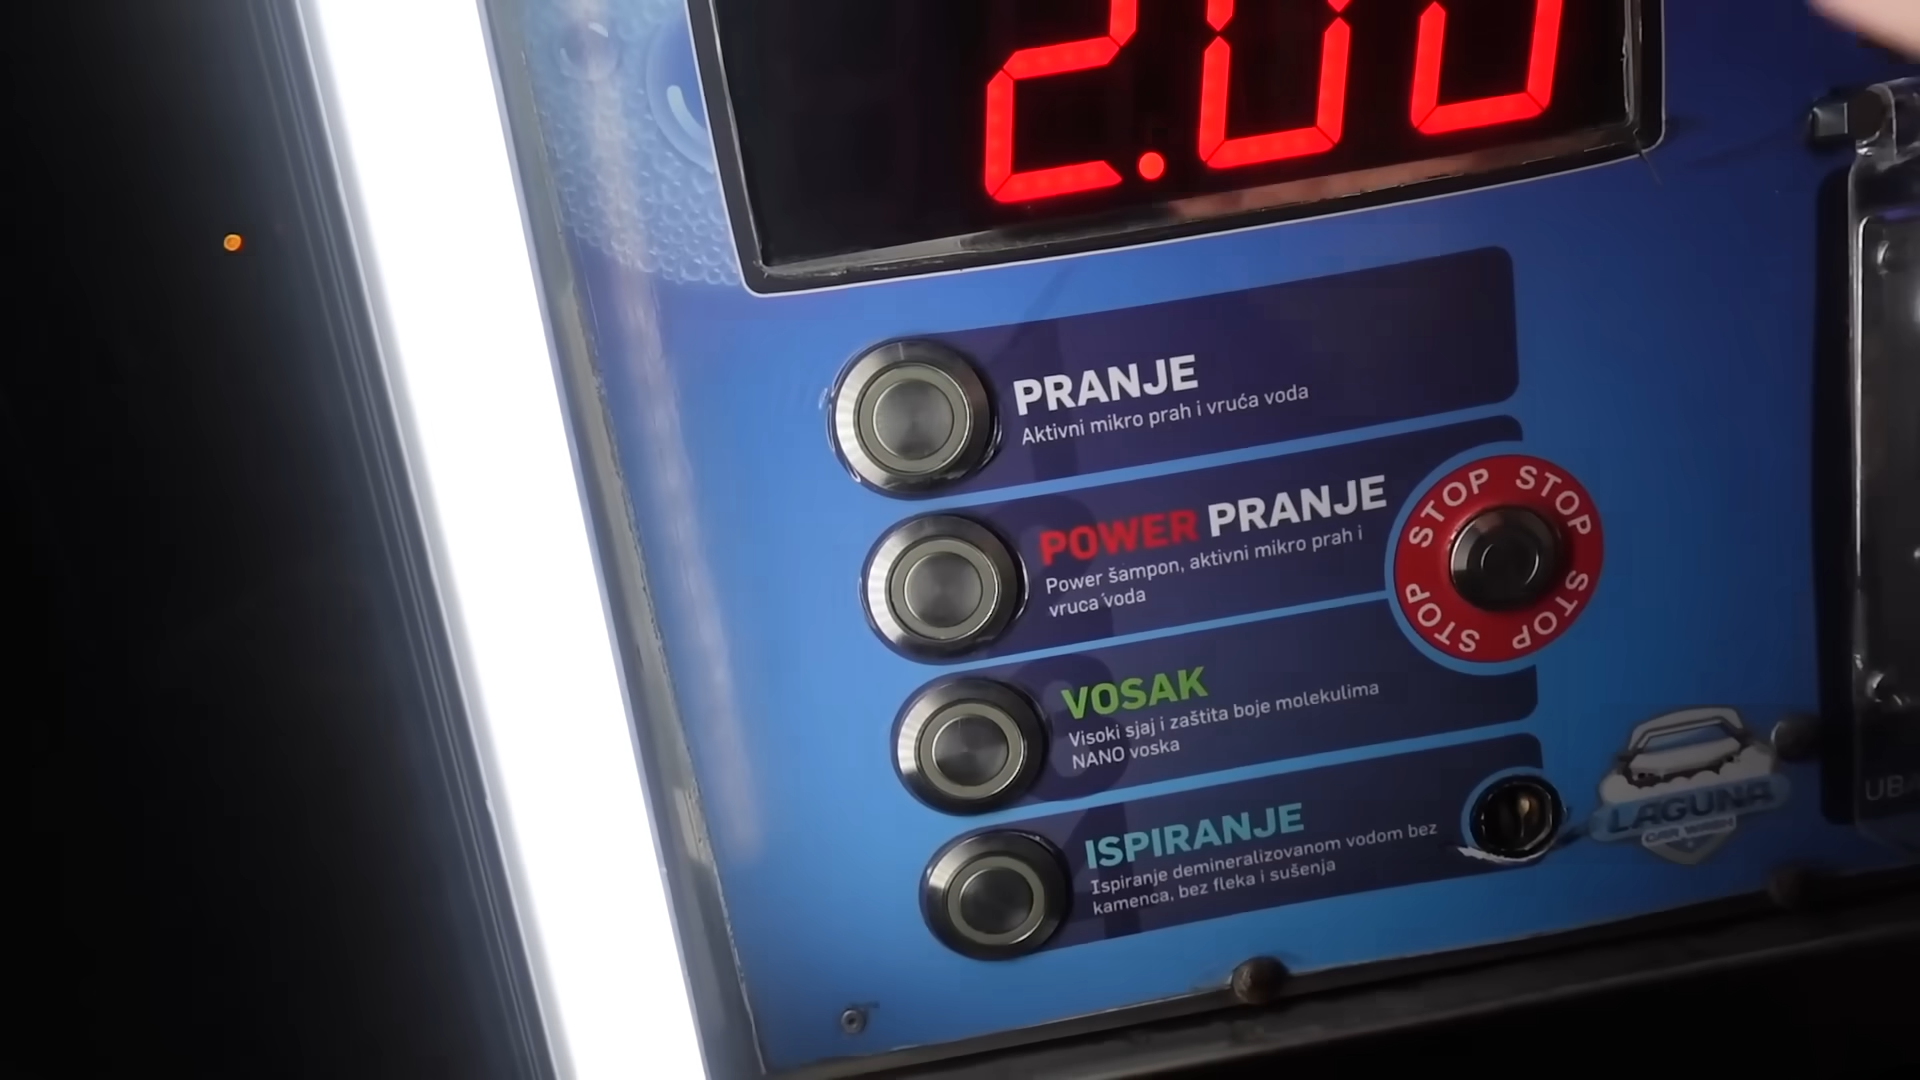 2.00
PRANJE
Aktivni mikro prah i vruća voda
POWER PRANJE
Power šampon, aktivni mikro prah i
vruca voda
STOP STOP STOP STOP
VOSAK
Visoki sjaj i zaštita boje molekulima
NANO voska
ISPIRANJE
Ispiranje demineralizovanom vodom bez
kamenca, bez fleka i sušenja
LAGUNA
CAR WASH